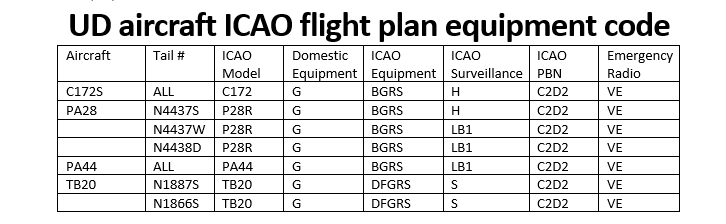 UD aircraft ICAO flight plan equipment code
Aircraft Tail # ICAO Model Domestic Equipment ICAO Equipment ICAO Surveillance ICAO PBN Emergency Radio
C172S ALL C172 G BGRS H C2D2 VE
PA28 N4437S P28R G BGRS H C2D2 VE
N4437W P28R G BGRS LB1 C2D2 VE
N4438D P28R G BGRS LB1 C2D2 VE
PA44 ALL PA44 G BGRS LB1 C2D2 VE
TB20 N1887S TB20 G DFGRS S C2D2 VE
N1866S TB20 G DFGRS S C2D2 VE